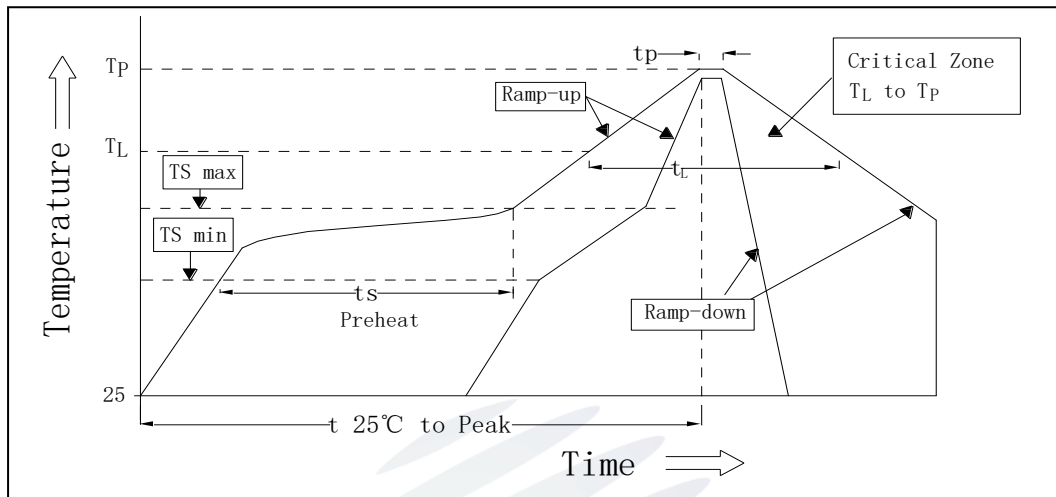 tp
Critical Zone
TL to TP
TP
Ramp-up
TL
tL
TS max
TS min
ts
Preheat
Ramp-down
Temperature
25
t 25℃ to Peak
Time